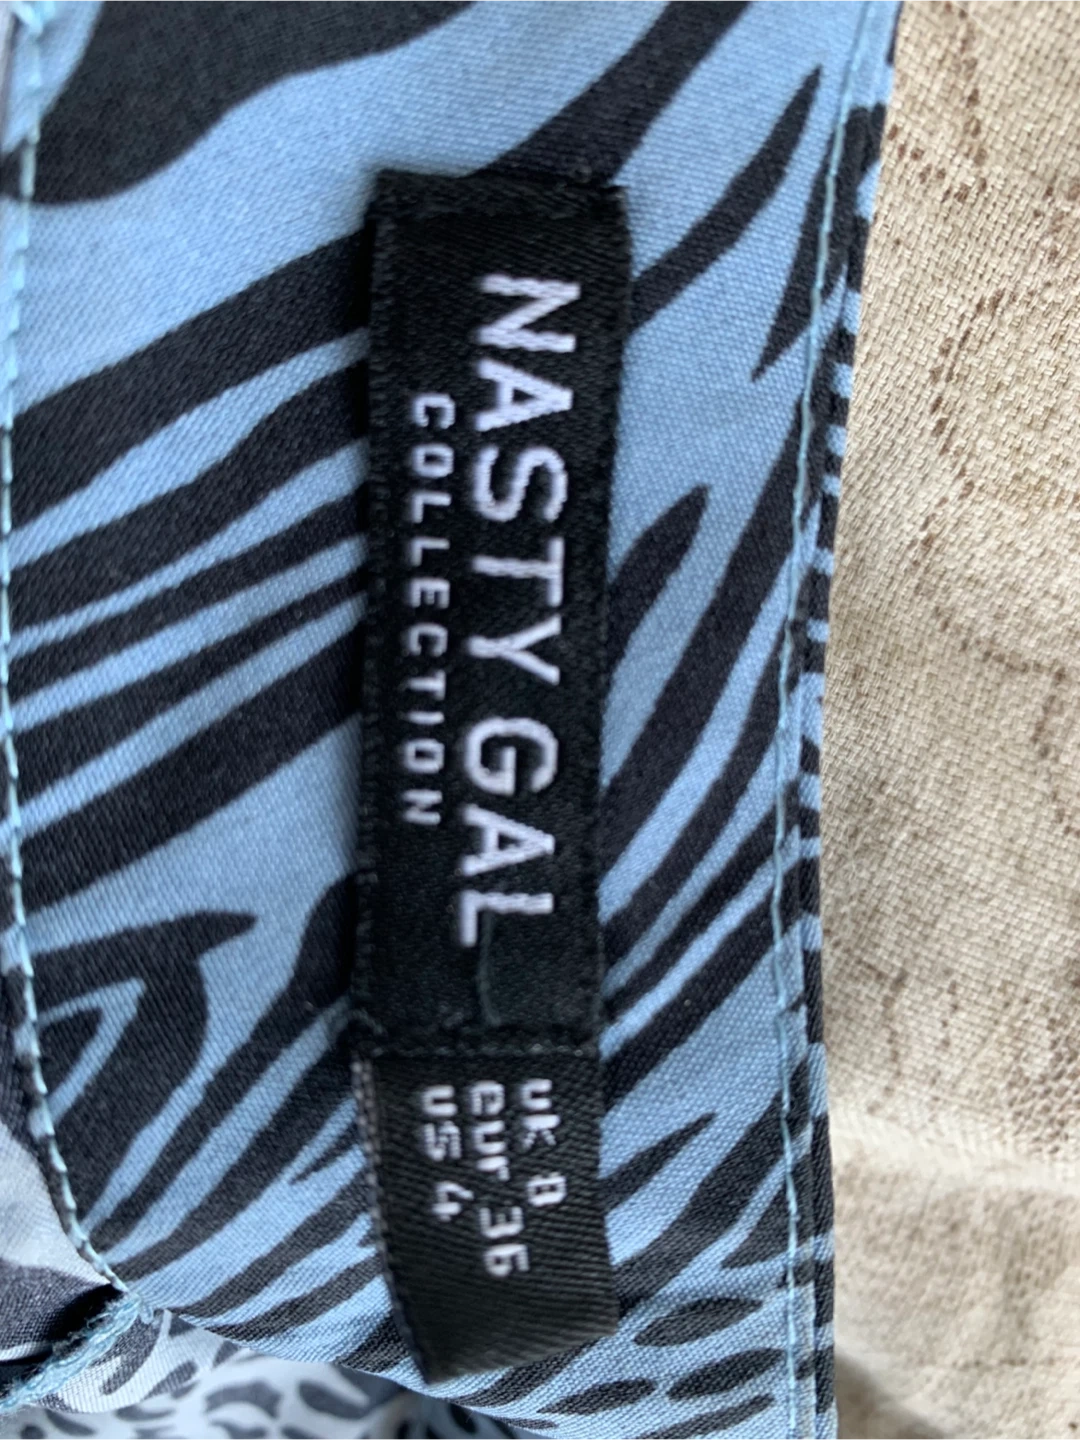 NASTY GAL
COLLECTION
UK 8
eur 36
US 4